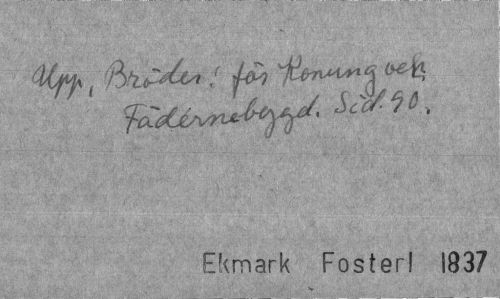 Upp, Bröder! för Konung och
Fädernebygd. Sid. 90.
Ekmark Fosterl 1837